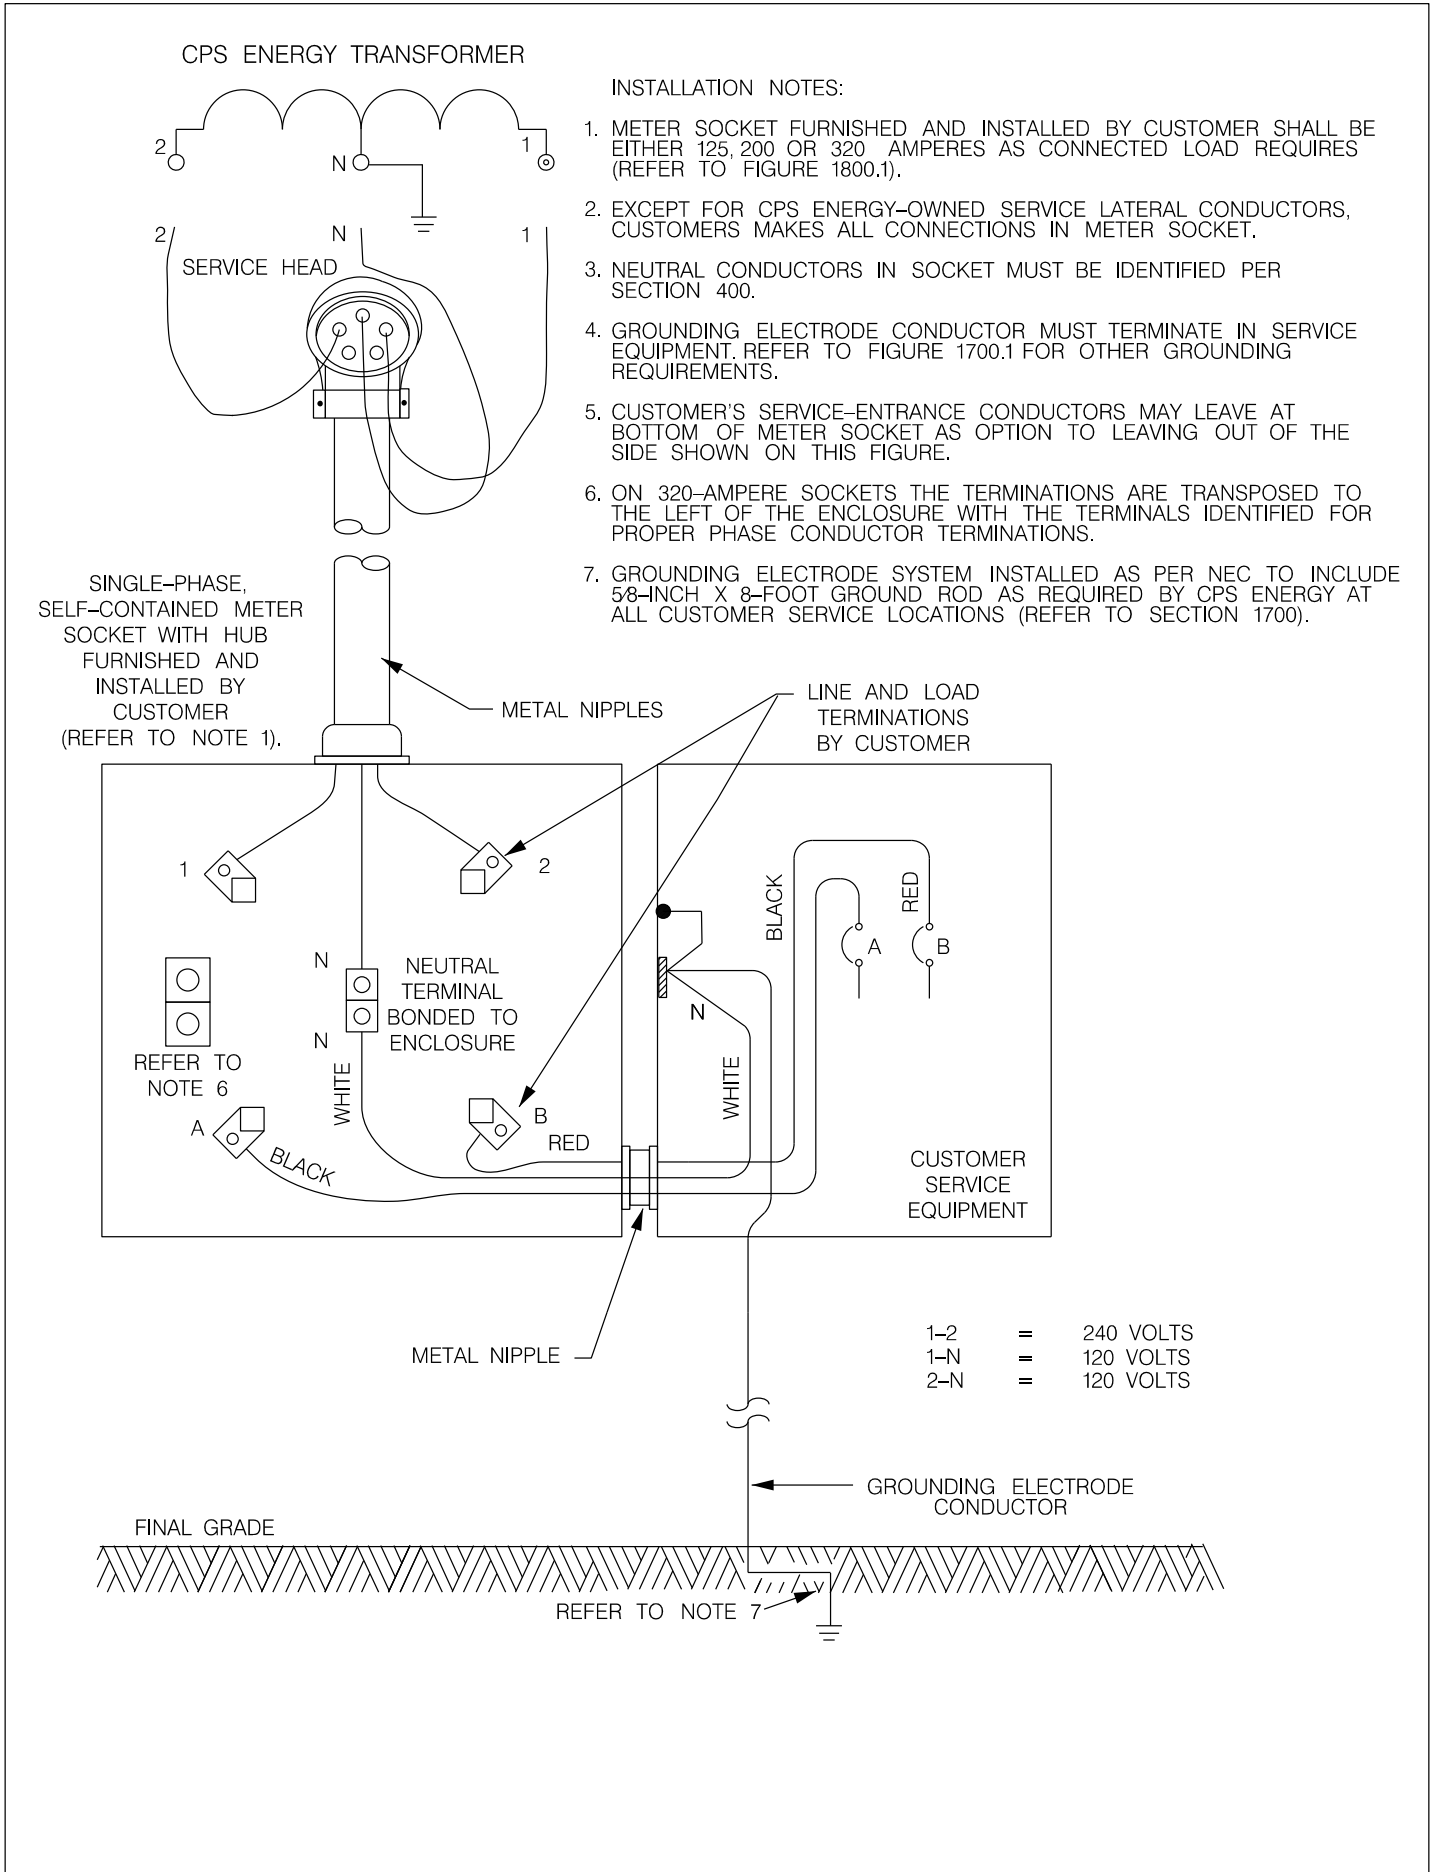 CPS ENERGY TRANSFORMER
2
N
1
2
N
1
SERVICE HEAD
INSTALLATION NOTES:
1. METER SOCKET FURNISHED AND INSTALLED BY CUSTOMER SHALL BE
EITHER 125, 200 OR 320 AMPERES AS CONNECTED LOAD REQUIRES
(REFER TO FIGURE 1800.1).
2. EXCEPT FOR CPS ENERGY–OWNED SERVICE LATERAL CONDUCTORS,
CUSTOMERS MAKES ALL CONNECTIONS IN METER SOCKET.
3. NEUTRAL CONDUCTORS IN SOCKET MUST BE IDENTIFIED PER
SECTION 400.
4. GROUNDING ELECTRODE CONDUCTOR MUST TERMINATE IN SERVICE
EQUIPMENT. REFER TO FIGURE 1700.1 FOR OTHER GROUNDING
REQUIREMENTS.
5. CUSTOMER'S SERVICE–ENTRANCE CONDUCTORS MAY LEAVE AT
BOTTOM OF METER SOCKET AS OPTION TO LEAVING OUT OF THE
SIDE SHOWN ON THIS FIGURE.
6. ON 320–AMPERE SOCKETS THE TERMINATIONS ARE TRANSPOSED TO
THE LEFT OF THE ENCLOSURE WITH THE TERMINALS IDENTIFIED FOR
PROPER PHASE CONDUCTOR TERMINATIONS.
7. GROUNDING ELECTRODE SYSTEM INSTALLED AS PER NEC TO INCLUDE
5/8–INCH X 8–FOOT GROUND ROD AS REQUIRED BY CPS ENERGY AT
ALL CUSTOMER SERVICE LOCATIONS (REFER TO SECTION 1700).
SINGLE–PHASE,
SELF–CONTAINED METER
SOCKET WITH HUB
FURNISHED AND
INSTALLED BY
CUSTOMER
(REFER TO NOTE 1).
METAL NIPPLES
LINE AND LOAD
TERMINATIONS
BY CUSTOMER
1
2
N
N
NEUTRAL
TERMINAL
BONDED TO
ENCLOSURE
REFER TO
NOTE 6
WHITE
A
BLACK
B
RED
N
WHITE
BLACK
RED
A
B
CUSTOMER
SERVICE
EQUIPMENT
METAL NIPPLE
1–2 = 240 VOLTS
1–N = 120 VOLTS
2–N = 120 VOLTS
GROUNDING ELECTRODE
CONDUCTOR
FINAL GRADE
REFER TO NOTE 7